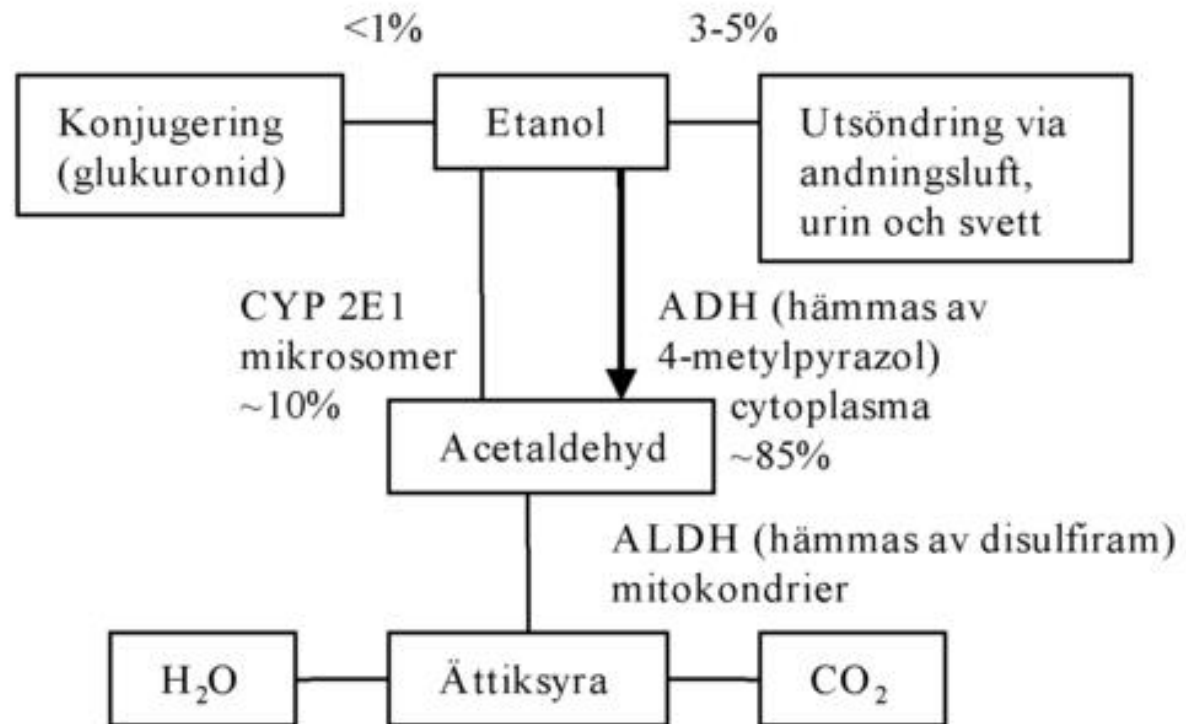 <1%
3-5%
Konjugering
(glukuronid)
Etanol
Utsöndring via
andningsluft,
urin och svett
CYP 2E1
mikrosomer
~10%
ADH (hämmas av
4-metylpyrazol)
cytoplasma
~85%
Acetaldehyd
ALDH (hämmas av disulfiram)
mitokondrier
H₂O
Ättiksyra
CO₂